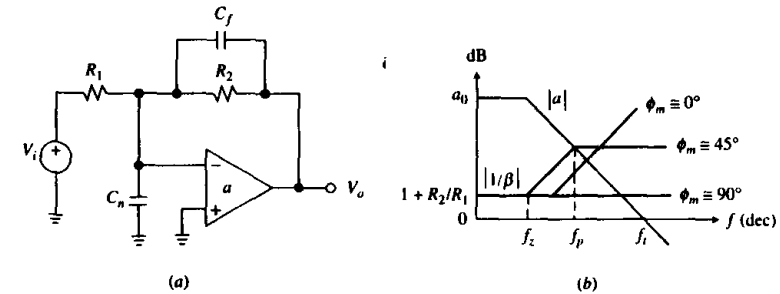 C_f
R_1
R_2
V_i
+
C_n
−
a
+
V_o
(a)
i
dB
a_0
|a|
ϕ_m ≅ 0°
ϕ_m ≅ 45°
|1/β|
1 + R_2/R_1
ϕ_m ≅ 90°
0
f (dec)
f_z
f_p
f_t
(b)